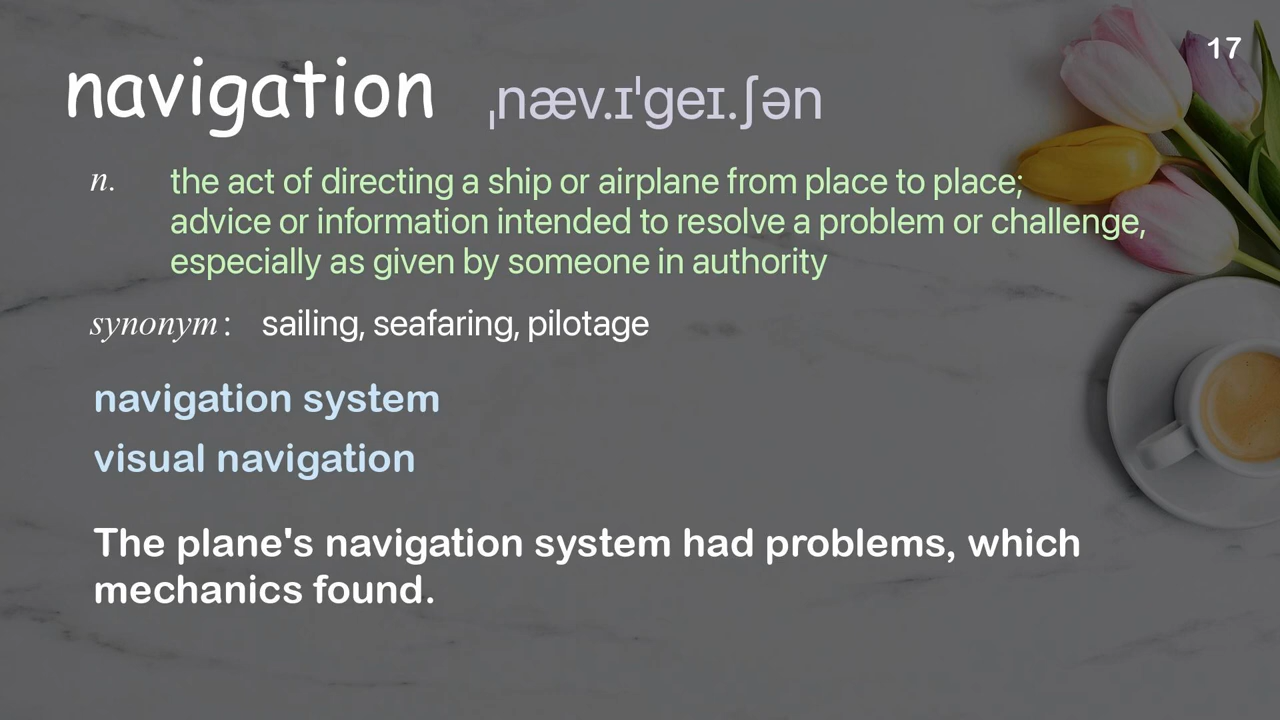 17
navigation ˌnæv.ɪˈgeɪ.ʃən
n. the act of directing a ship or airplane from place to place;
advice or information intended to resolve a problem or challenge,
especially as given by someone in authority
synonym: sailing, seafaring, pilotage
navigation system
visual navigation
The plane's navigation system had problems, which
mechanics found.